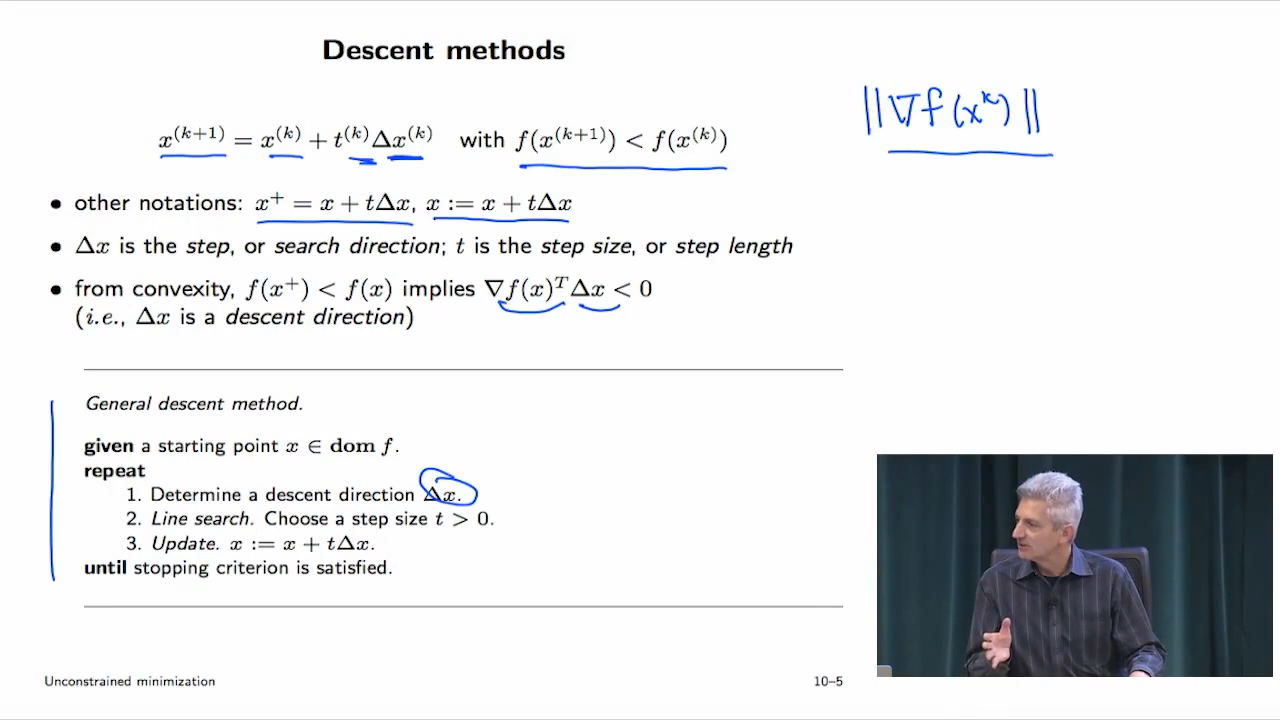 Descent methods
x^(k+1) = x^(k) + t^(k)Δx^(k) with f(x^(k+1)) < f(x^(k))
||∇f(x^k)||
• other notations: x^+ = x + tΔx, x := x + tΔx
• Δx is the step, or search direction; t is the step size, or step length
• from convexity, f(x^+) < f(x) implies ∇f(x)^T Δx < 0
(i.e., Δx is a descent direction)
General descent method.
given a starting point x ∈ dom f.
repeat
1. Determine a descent direction Δx.
2. Line search. Choose a step size t > 0.
3. Update. x := x + tΔx.
until stopping criterion is satisfied.
Unconstrained minimization
10–5